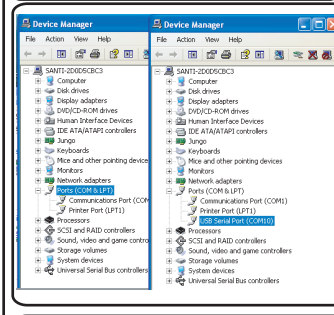 Device Manager
File Action View Help
SANTI-2D0D5CBC3
Computer
Disk drives
Display adapters
DVD/CD-ROM drives
Human Interface Devices
IDE ATA/ATAPI controllers
Jungo
Keyboards
Mice and other pointing device
Monitors
Network adapters
Ports (COM & LPT)
Communications Port (COM
Printer Port (LPT1)
Processors
SCSI and RAID controllers
Sound, video and game contro
Storage volumes
System devices
Universal Serial Bus controllers
Device Manager
File Action View Help
SANTI-2D0D5CBC3
Computer
Disk drives
Display adapters
DVD/CD-ROM drives
Human Interface Devices
IDE ATA/ATAPI controllers
Jungo
Keyboards
Mice and other pointing devices
Monitors
Network adapters
Ports (COM & LPT)
Communications Port (COM1)
Printer Port (LPT1)
USB Serial Port (COM10)
Processors
SCSI and RAID controllers
Sound, video and game controllers
Storage volumes
System devices
Universal Serial Bus controllers